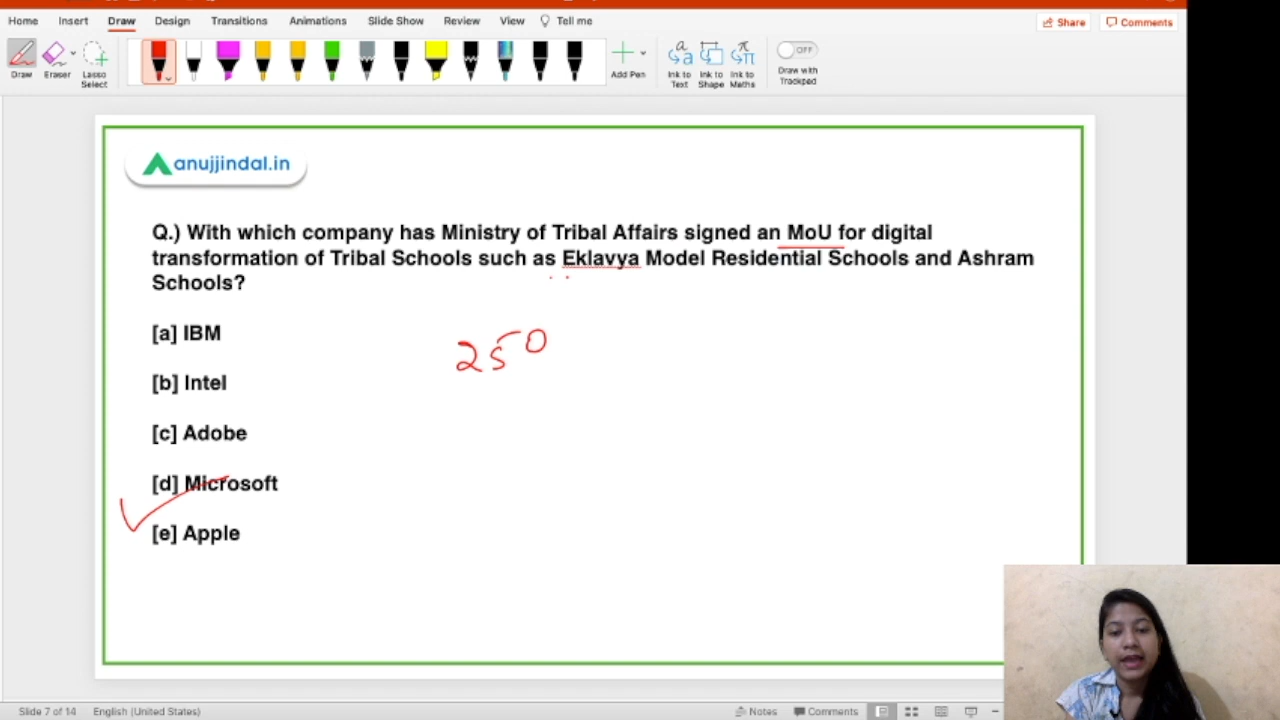 Home Insert Draw Design Transitions Animations Slide Show Review View Tell me Share Comments
Draw Eraser Lasso Select Add Pen Ink to Text Ink to Shape Ink to Maths OFF Draw with Trackpad
anujjindal.in
Q.) With which company has Ministry of Tribal Affairs signed an MoU for digital
transformation of Tribal Schools such as Eklavya Model Residential Schools and Ashram
Schools?
[a] IBM
250
[b] Intel
[c] Adobe
[d] Microsoft
[e] Apple
Slide 7 of 14 English (United States) Notes Comments